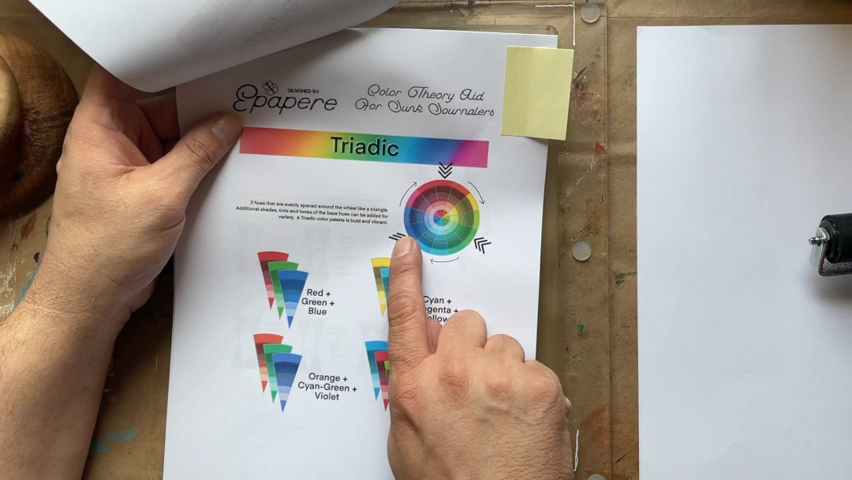 DESIGNED BY
Epapere
Color Theory Aid
For Junk Journalers
Triadic
3 hues that are evenly spaced around the wheel like a triangle.
Additional shades, tints and tones of the base hues can be added for
variety. A Triadic color palette is bold and vibrant.
Red +
Green +
Blue
Cyan +
agenta +
ellow
Orange +
Cyan-Green +
Violet